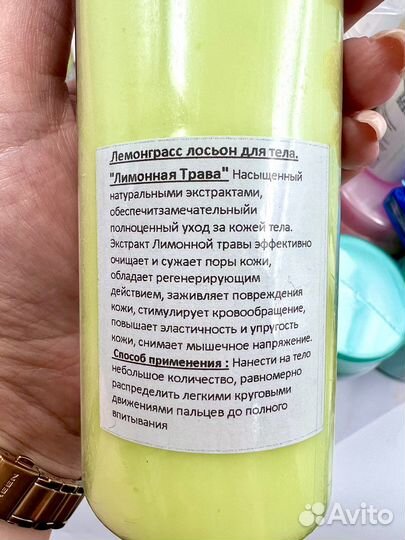 Лемонграсс лосьон для тела.
"Лимонная Трава" Насыщенный
натуральными экстрактами,
обеспечитзамечательныйи
полноценный уход за кожей тела.
Экстракт Лимонной травы эффективно
очищает и сужает поры кожи,
обладает регенерирующим
действием, заживляет повреждения
кожи, стимулирует кровообращение,
повышает эластичность и упругость
кожи, снимает мышечное напряжение.
Способ применения : Нанести на тело
небольшое количество, равномерно
распределить легкими круговыми
движениями пальцев до полного
впитывания
Avito